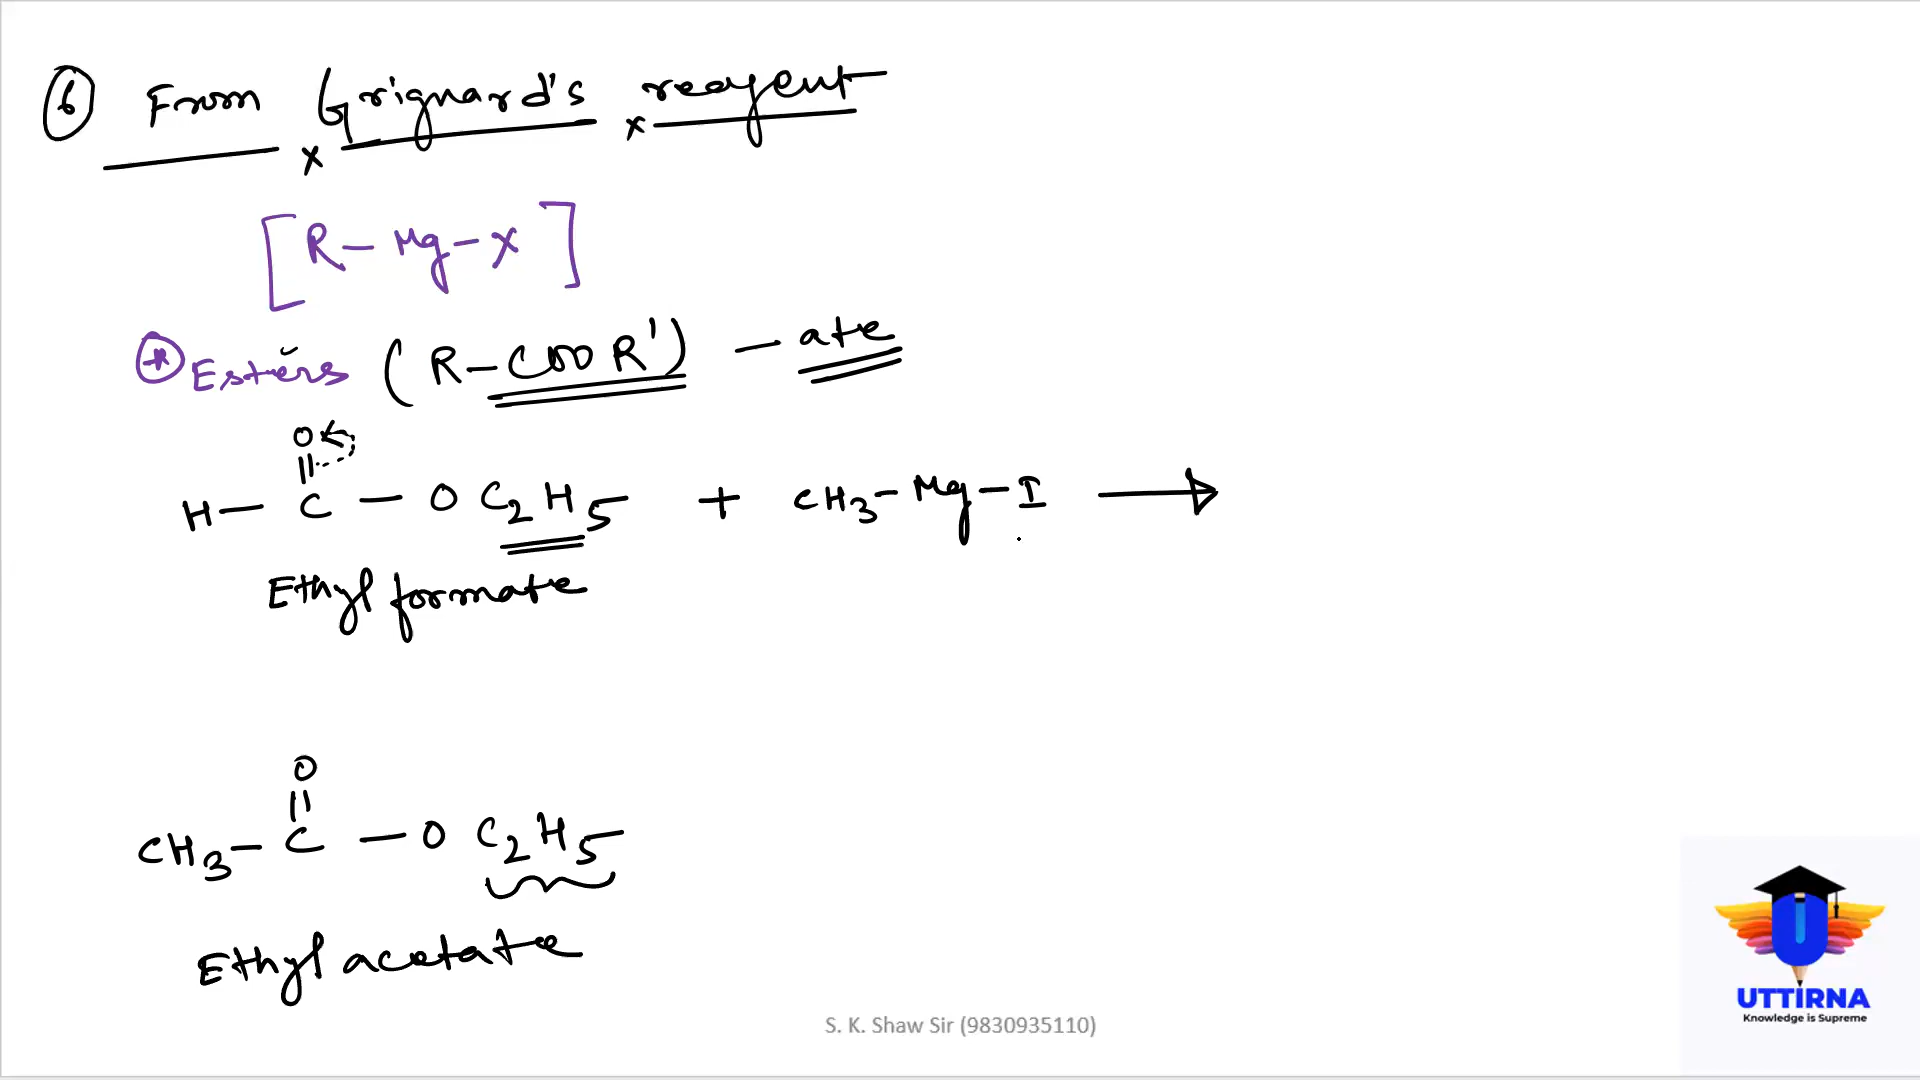 6 From Grignard's reagent
[R - Mg - X]
* Esters (R - COOR') - ate
O
||
H - C - O C2H5 + CH3 - Mg - I →
Ethyl formate
O
||
CH3 - C - O C2H5
Ethyl acetate
S. K. Shaw Sir (9830935110)
U
UTTIRNA
Knowledge is Supreme